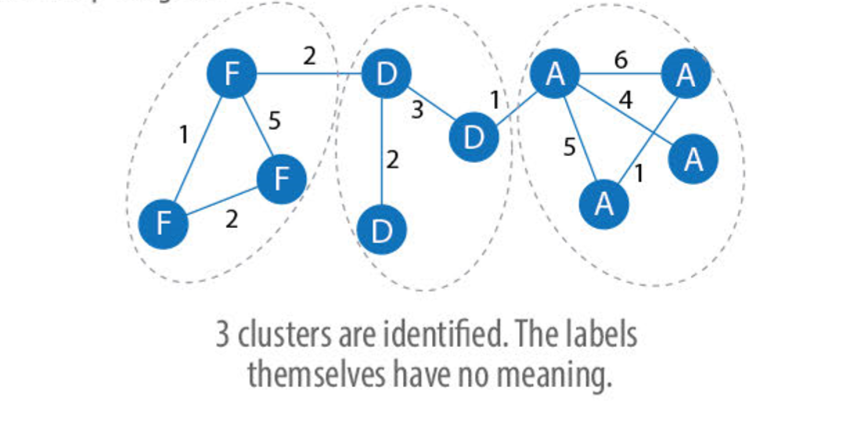 F 2 D A 6 A
1 5 3 1 4
D
2 5 1 A
F F 2 D A
3 clusters are identified. The labels
themselves have no meaning.